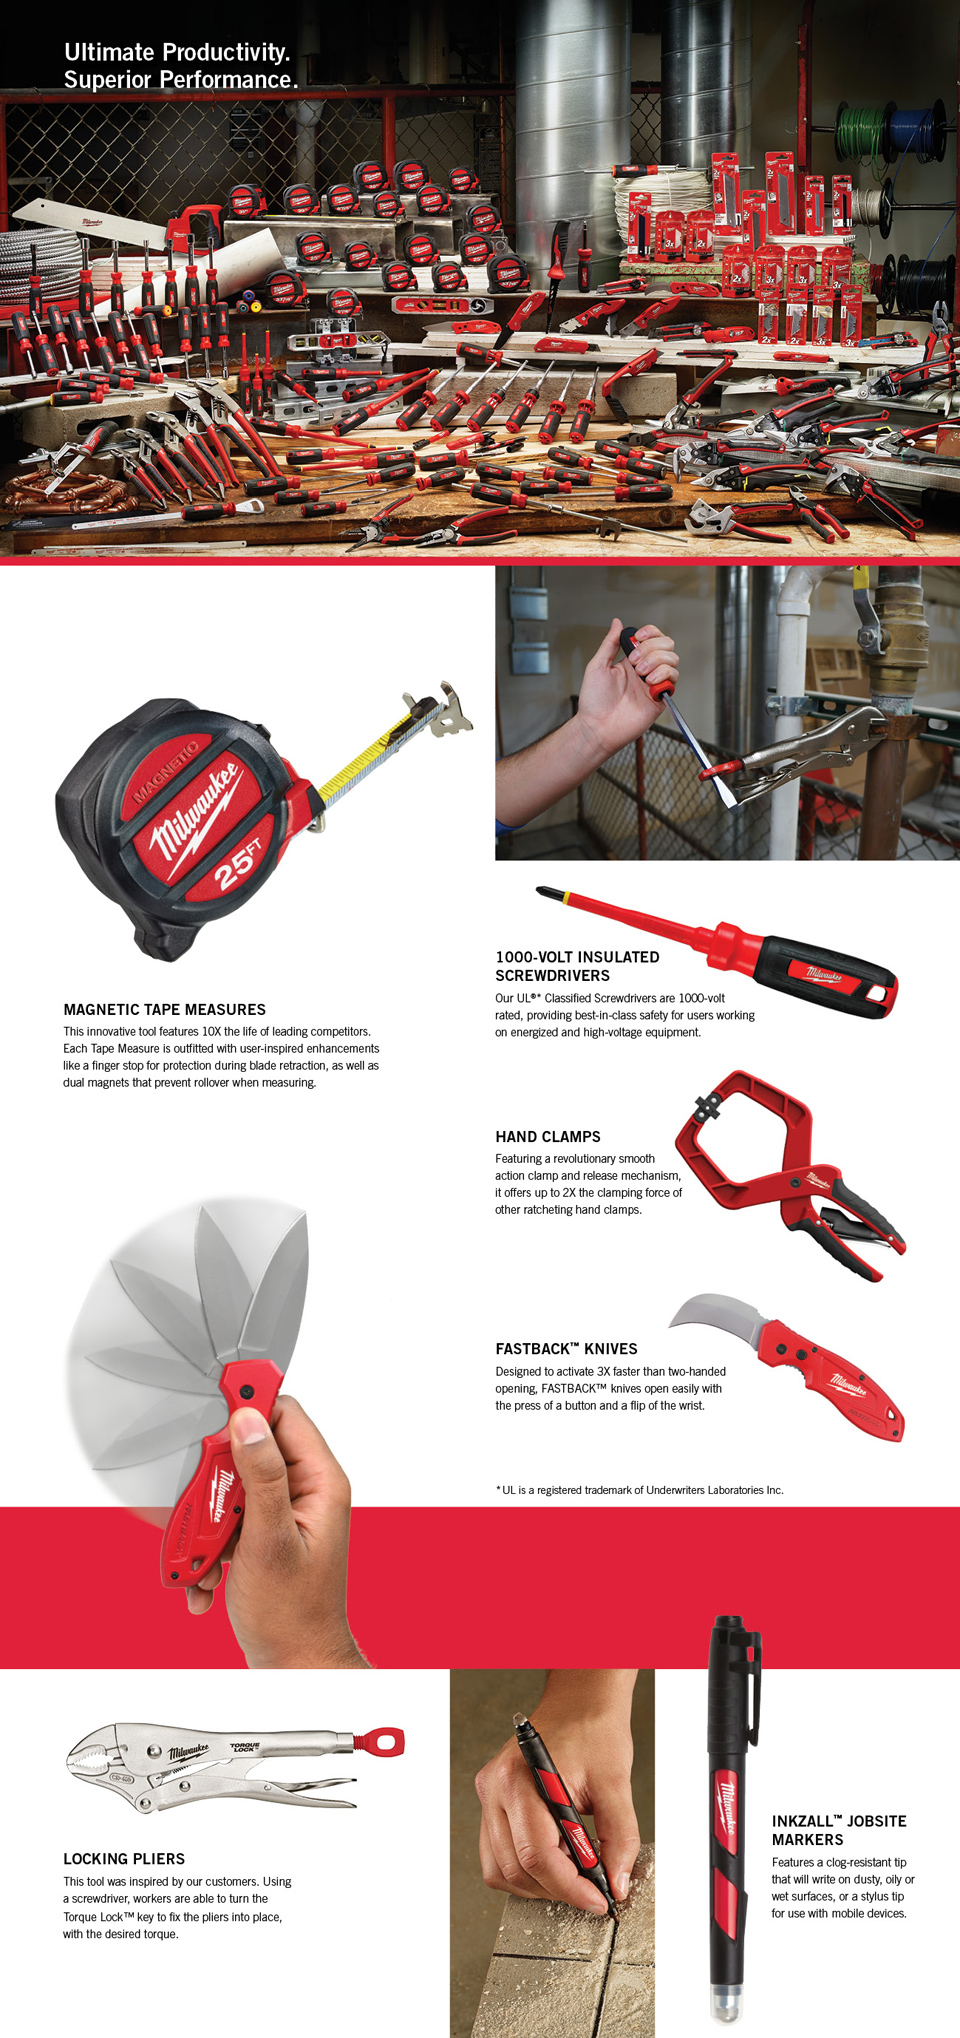 Ultimate Productivity.
Superior Performance.
MAGNETIC
Milwaukee
25FT
MAGNETIC TAPE MEASURES
This innovative tool features 10X the life of leading competitors.
Each Tape Measure is outfitted with user-inspired enhancements
like a finger stop for protection during blade retraction, as well as
dual magnets that prevent rollover when measuring.
Milwaukee
1000-VOLT INSULATED
SCREWDRIVERS
Our UL®* Classified Screwdrivers are 1000-volt
rated, providing best-in-class safety for users working
on energized and high-voltage equipment.
Milwaukee
HAND CLAMPS
Featuring a revolutionary smooth
action clamp and release mechanism,
it offers up to 2X the clamping force of
other ratcheting hand clamps.
Milwaukee
FASTBACK™ KNIVES
Designed to activate 3X faster than two-handed
opening, FASTBACK™ knives open easily with
the press of a button and a flip of the wrist.
Milwaukee
FASTBACK
*UL is a registered trademark of Underwriters Laboratories Inc.
Milwaukee
TORQUE
LOCK™
LOCKING PLIERS
This tool was inspired by our customers. Using
a screwdriver, workers are able to turn the
Torque Lock™ key to fix the pliers into place,
with the desired torque.
Milwaukee
Milwaukee
INKZALL™ JOBSITE
MARKERS
Features a clog-resistant tip
that will write on dusty, oily or
wet surfaces, or a stylus tip
for use with mobile devices.